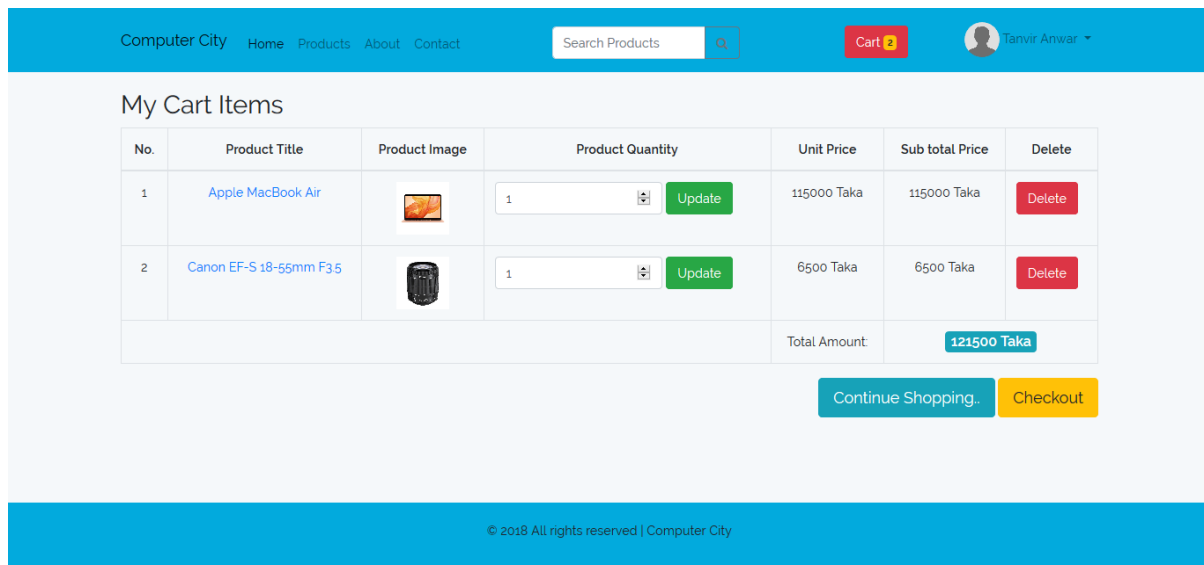 Computer City Home Products About Contact Search Products Cart 2 Tanvir Anwar
My Cart Items
No. Product Title Product Image Product Quantity Unit Price Sub total Price Delete
1 Apple MacBook Air 1 Update 115000 Taka 115000 Taka Delete
2 Canon EF-S 18-55mm F3.5 1 Update 6500 Taka 6500 Taka Delete
Total Amount: 121500 Taka
Continue Shopping.. Checkout
© 2018 All rights reserved | Computer City